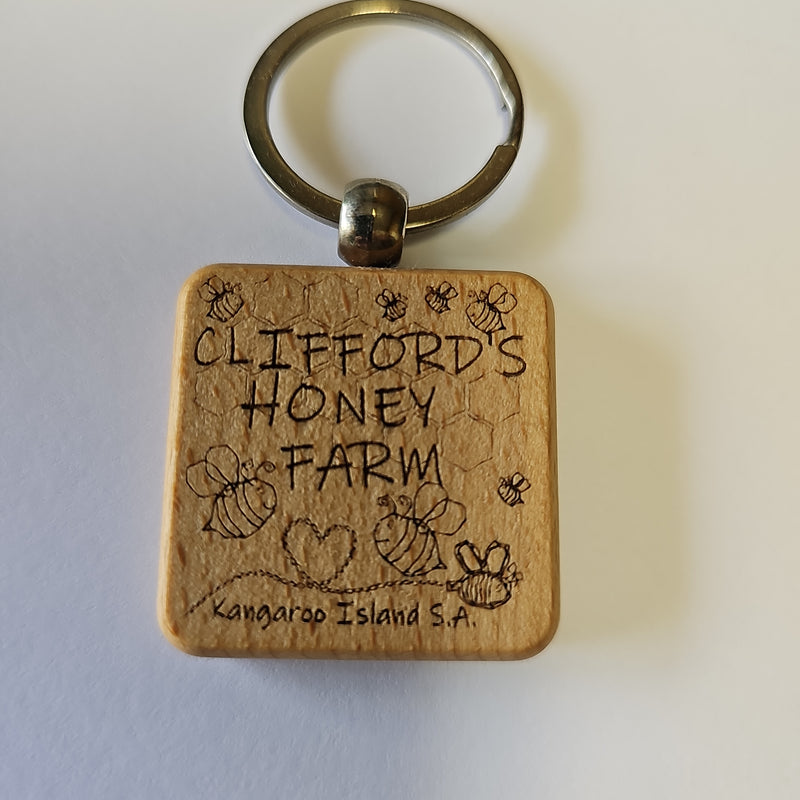 CLIFFORD'S
HONEY
FARM
Kangaroo Island S.A.